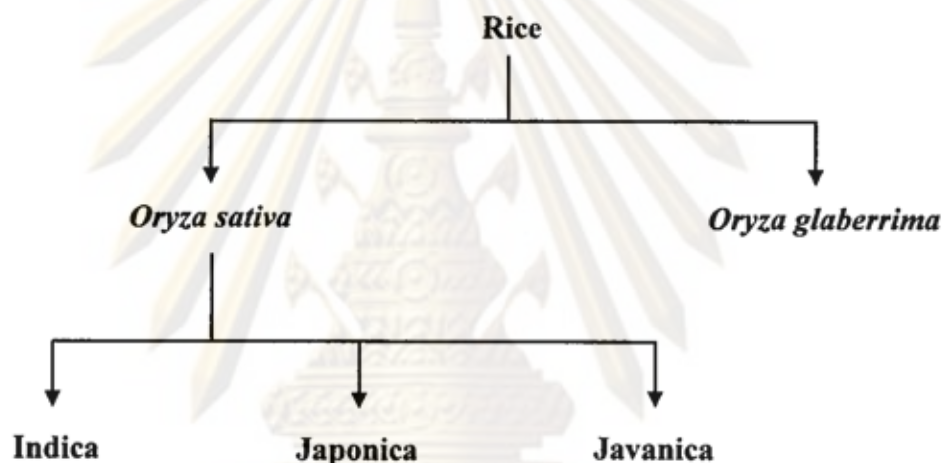 Rice
Oryza sativa
Oryza glaberrima
Indica
Japonica
Javanica